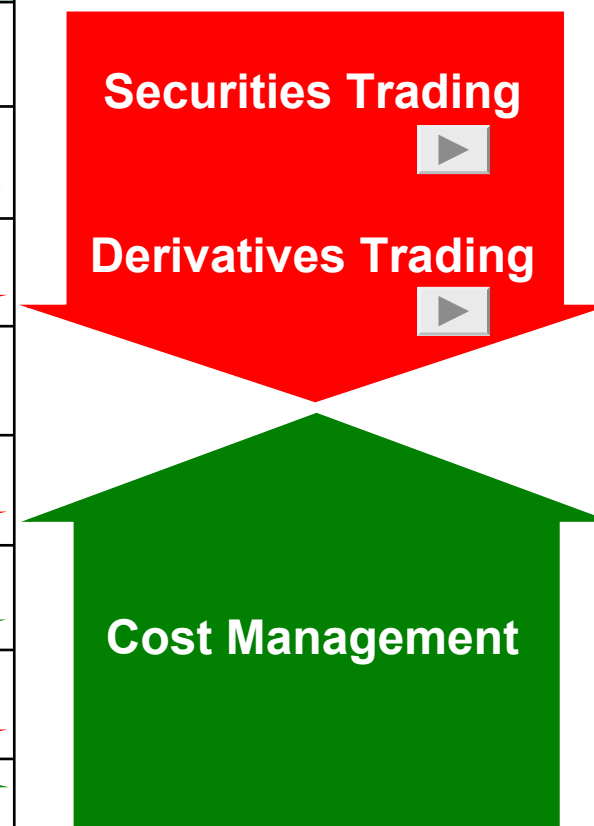 Securities Trading
Derivatives Trading
Cost Management